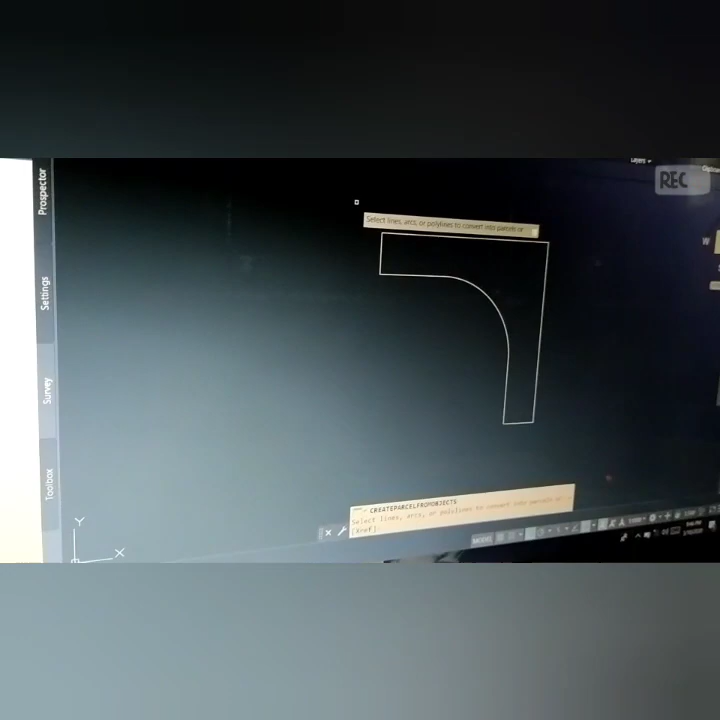 Layers
REC
Prospector
Settings
Survey
Toolbox
Select lines, arcs, or polylines to convert into parcels or
W
Y
X
CREATEPARCELFROMOBJECTS
Select lines, arcs, or polylines to convert into parcels or
[Xref]:
MODEL